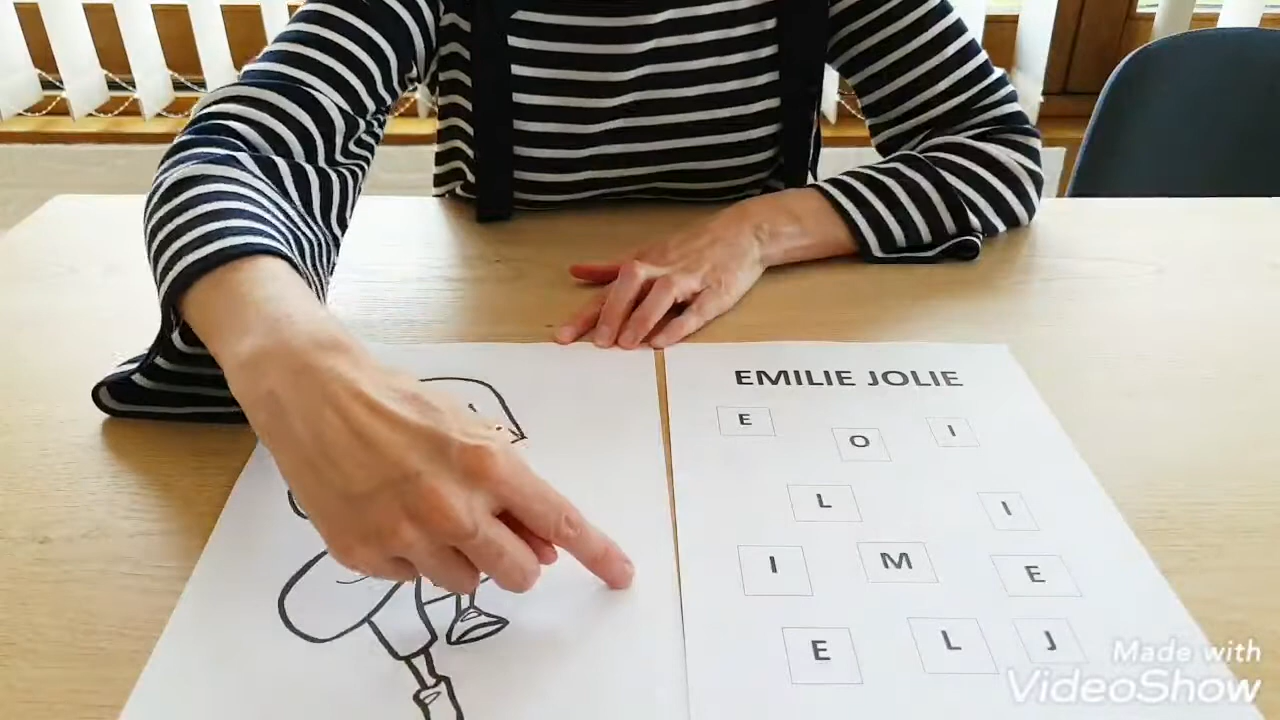 EMILIE JOLIE
E
O I
L I
I M E
E L J
Made with
VideoShow